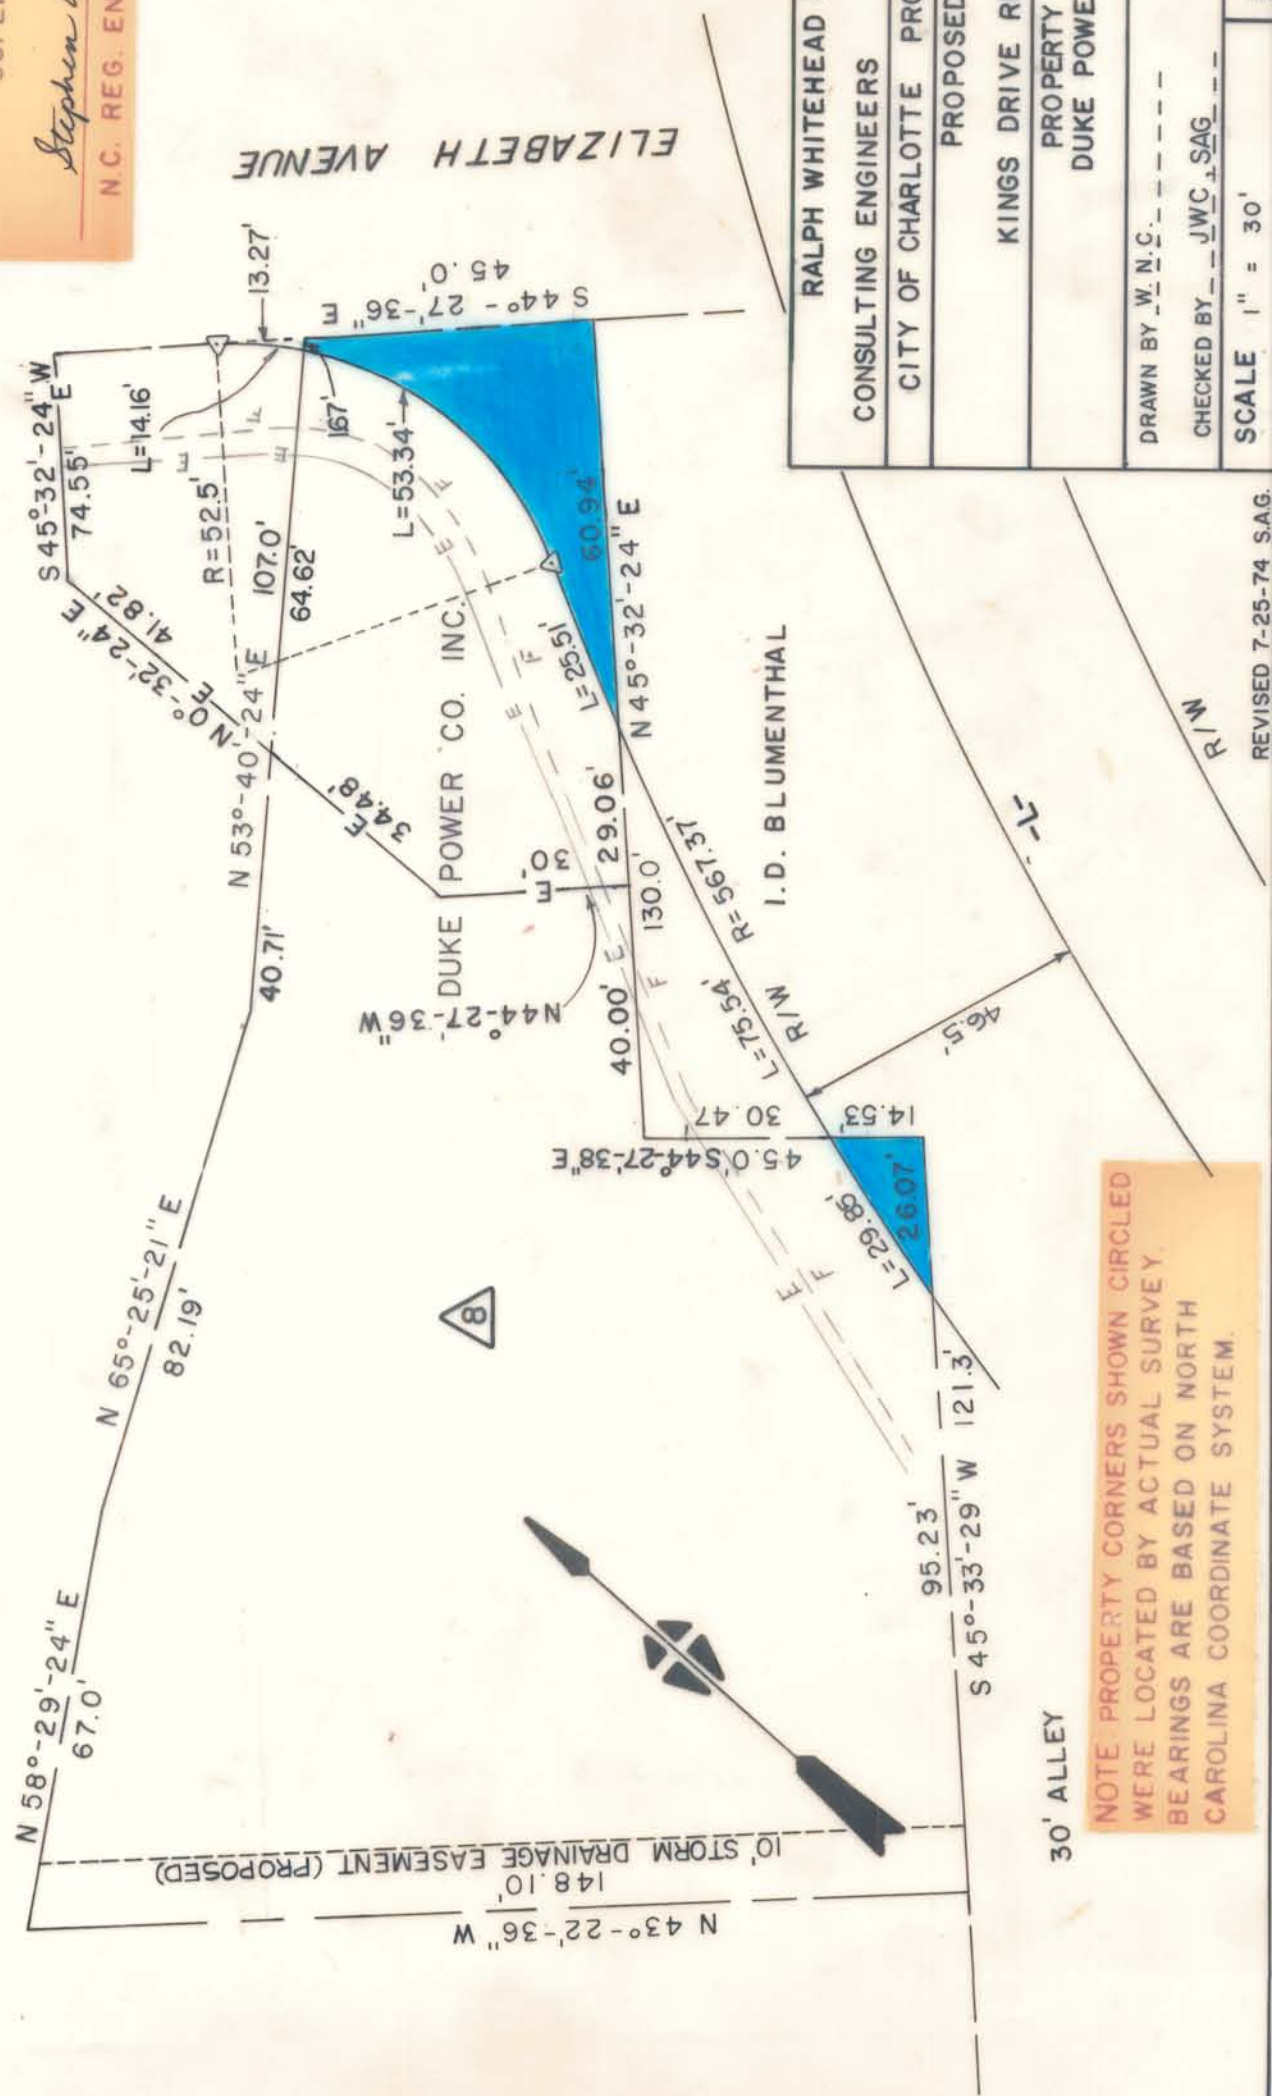 Stephen
N.C. REG. EN
ELIZABETH AVENUE
13.27'
S 45°-32'-24" W
E
74.55'
L=14.16'
R=52.5'
107.0'
64.62'
167'
L=53.34'
S 44°-27'-36" E
45.0'
60.94'
N 45°-32'-24" E
L=25.51'
N 0°-32'-24" E
41.82'
E
34.48'
E
N 53°-40'-24" E
40.71'
DUKE POWER CO. INC.
30'
E
29.06'
130.0'
40.00'
N44°-27'-36"W
I.D. BLUMENTHAL
R=567.37'
L=75.54'
R/W
46.5'
-L-
R/W
30.47
14.53'
45.0' S44°-27'-38"E
26.07'
L=29.85'
E
F
N 65°-25'-21" E
82.19'
8
N 58°-29'-24" E
67.0'
10' STORM DRAINAGE EASEMENT (PROPOSED)
148.10'
N 43°-22'-36" W
95.23'
121.3'
S 45°-33'-29" W
30' ALLEY
NOTE: PROPERTY CORNERS SHOWN CIRCLED
WERE LOCATED BY ACTUAL SURVEY.
BEARINGS ARE BASED ON NORTH
CAROLINA COORDINATE SYSTEM.
RALPH WHITEHEAD
CONSULTING ENGINEERS
CITY OF CHARLOTTE PRO
PROPOSED
KINGS DRIVE R
PROPERTY
DUKE POWE
DRAWN BY W.N.C.
CHECKED BY JWC, SAG
SCALE 1" = 30'
REVISED 7-25-74 S.A.G.